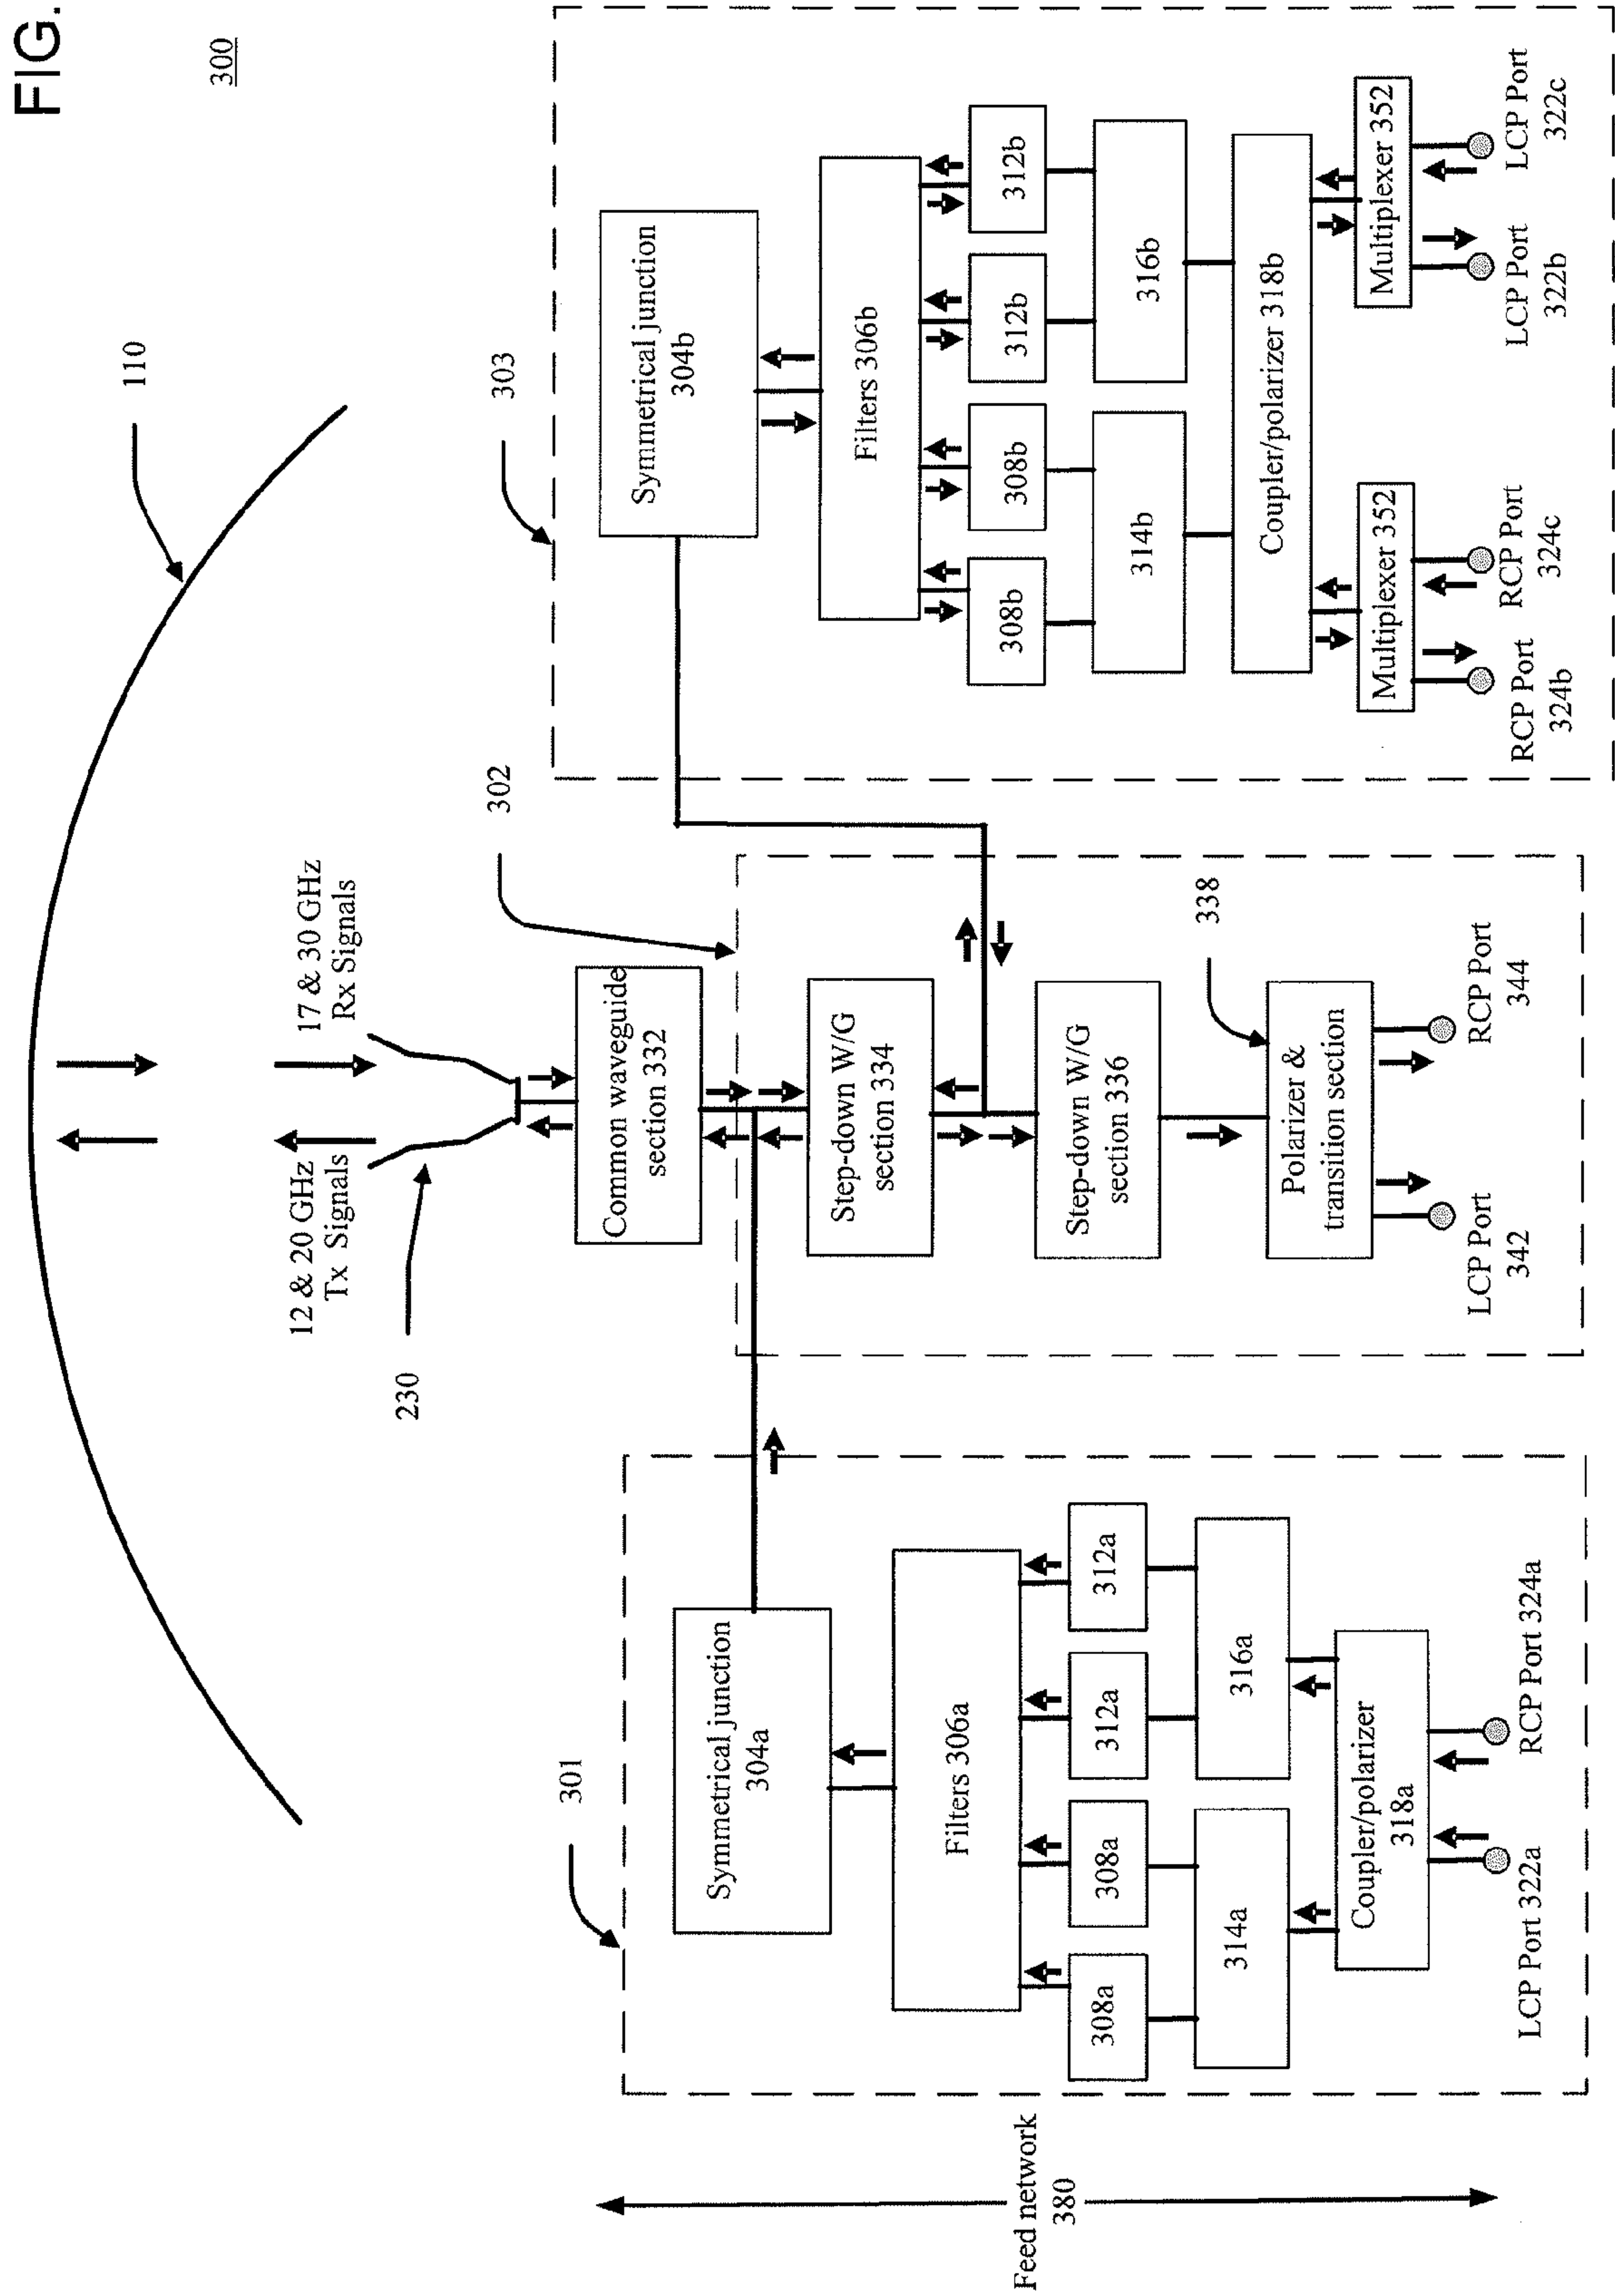 FIG.
300
110
12 & 20 GHz
Tx Signals
17 & 30 GHz
Rx Signals
230
Common waveguide
section 332
301
302
303
Symmetrical junction
304a
Filters 306a
308a
308a
312a
312a
314a
316a
Coupler/polarizer
318a
LCP Port 322a
RCP Port 324a
Step-down W/G
section 334
Step-down W/G
section 336
338
Polarizer &
transition section
LCP Port
342
RCP Port
344
Symmetrical junction
304b
Filters 306b
308b
308b
312b
312b
314b
316b
Coupler/polarizer 318b
Multiplexer 352
Multiplexer 352
RCP Port
324b
RCP Port
324c
LCP Port
322b
LCP Port
322c
Feed network
380